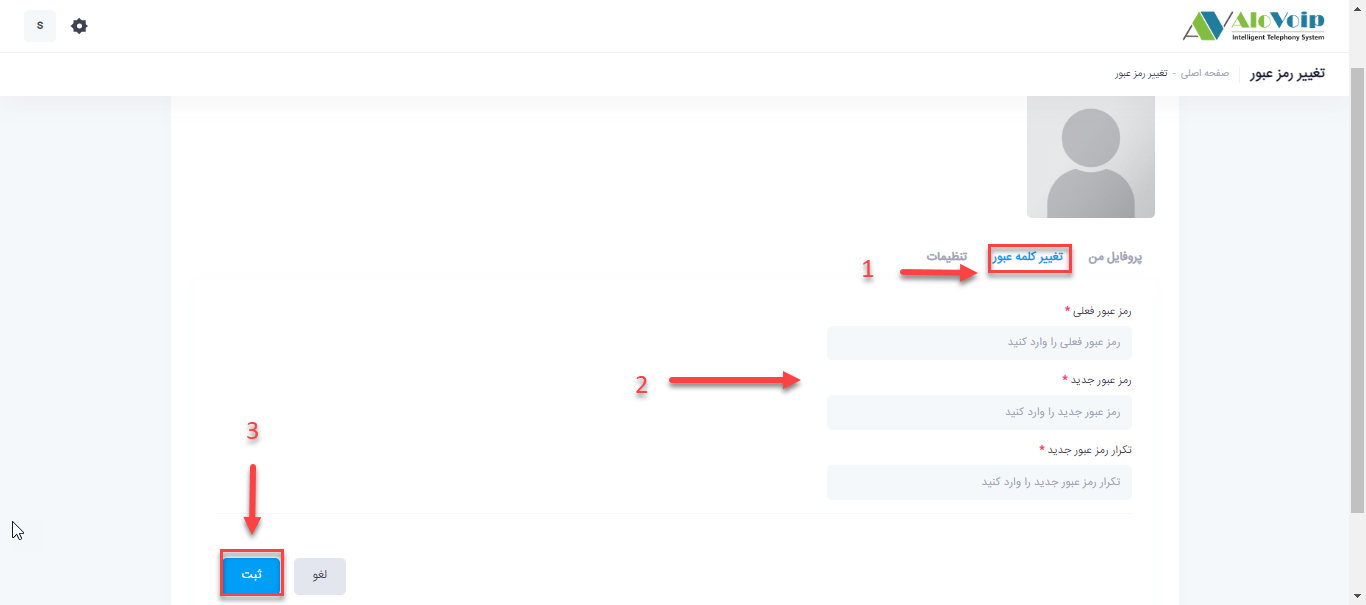 S
AloVoip
Intelligent Telephony System
تغییر رمز عبور
صفحه اصلی - تغییر رمز عبور
پروفایل من
تغییر کلمه عبور
تنظیمات
1
رمز عبور فعلی *
رمز عبور فعلی را وارد کنید
2
رمز عبور جدید *
رمز عبور جدید را وارد کنید
3
تکرار رمز عبور جدید *
تکرار رمز عبور جدید را وارد کنید
لغو
ثبت